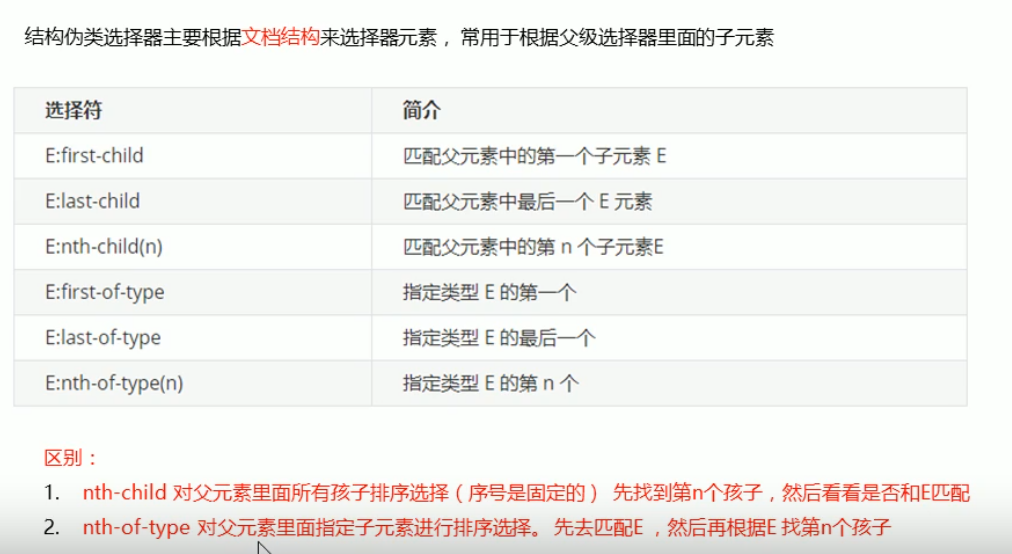 结构伪类选择器主要根据文档结构来选择器元素 ，常用于根据父级选择器里面的子元素
选择符 简介
E:first-child 匹配父元素中的第一个子元素 E
E:last-child 匹配父元素中最后一个 E 元素
E:nth-child(n) 匹配父元素中的第 n 个子元素E
E:first-of-type 指定类型 E 的第一个
E:last-of-type 指定类型 E 的最后一个
E:nth-of-type(n) 指定类型 E 的第 n 个
区别：
1. nth-child 对父元素里面所有孩子排序选择（序号是固定的） 先找到第n个孩子，然后看看是否和E匹配
2. nth-of-type 对父元素里面指定子元素进行排序选择。 先去匹配E ，然后再根据E 找第n个孩子